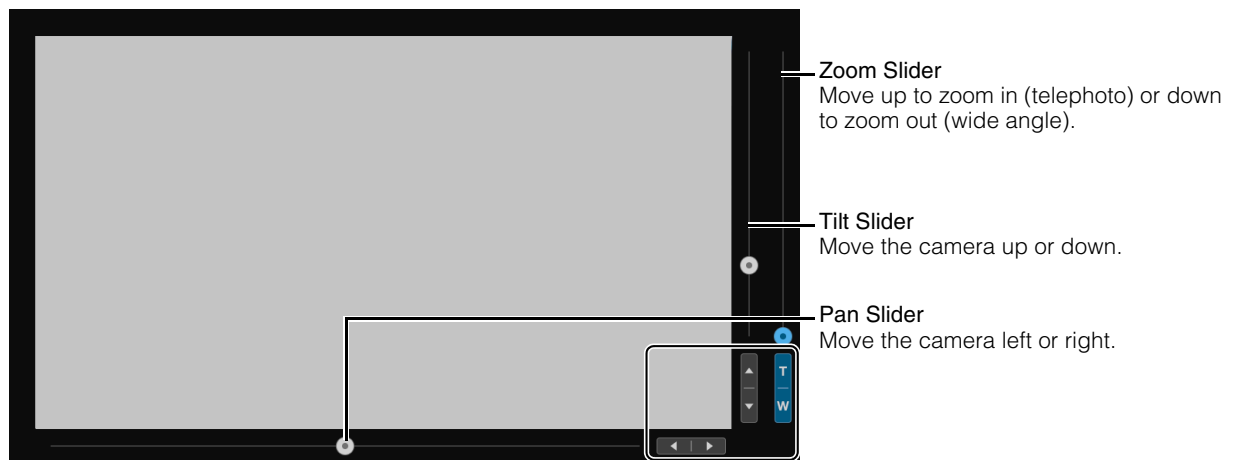 Zoom Slider
Move up to zoom in (telephoto) or down
to zoom out (wide angle).
Tilt Slider
Move the camera up or down.
Pan Slider
Move the camera left or right.
T
W